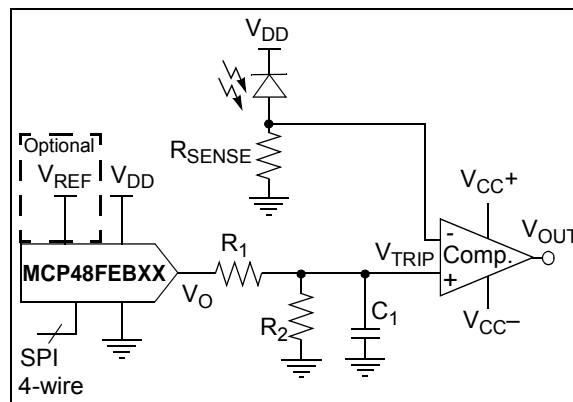 VDD
RSENSE
Optional
VREF
VDD
MCP48FEBXX
VO
R1
R2
C1
VTRIP
-
+
Comp.
VCC+
VCC–
VOUT
SPI
4-wire